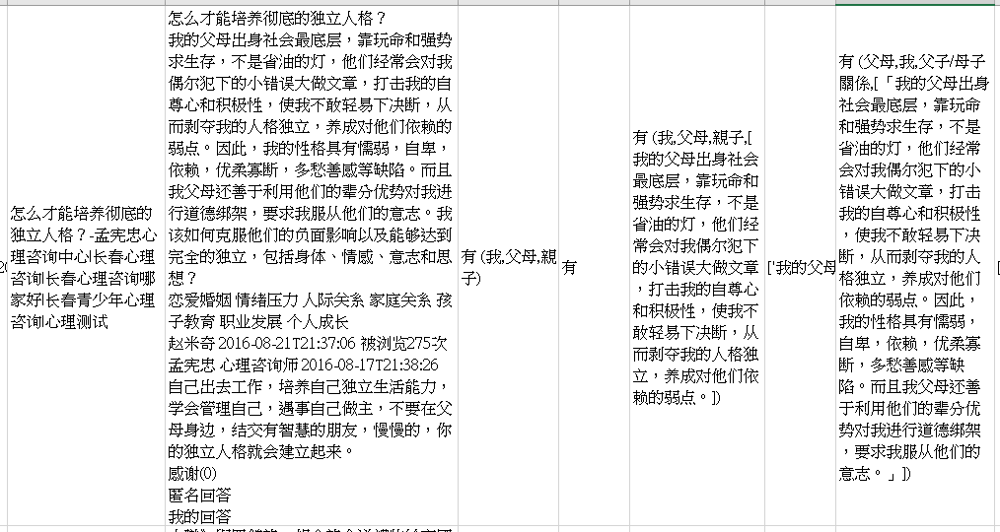 怎么才能培养彻底的
独立人格？-孟宪忠心
理咨询中心|长春心理
咨询|长春心理咨询哪
家好|长春青少年心理
咨询|心理测试
怎么才能培养彻底的独立人格？
我的父母出身社会最底层，靠玩命和强势
求生存，不是省油的灯，他们经常会对我
偶尔犯下的小错误大做文章，打击我的自
尊心和积极性，使我不敢轻易下决断，从
而剥夺我的人格独立，养成对他们依赖的
弱点。因此，我的性格具有懦弱，自卑，
依赖，优柔寡断，多愁善感等缺陷。而且
我父母还善于利用他们的辈分优势对我进
行道德绑架，要求我服从他们的意志。我
该如何克服他们的负面影响以及能够达到
完全的独立，包括身体、情感、意志和思
想？
恋爱婚姻 情绪压力 人际关系 家庭关系 孩
子教育 职业发展 个人成长
赵米奇 2016-08-21T21:37:06 被浏览275次
孟宪忠 心理咨询师 2016-08-17T21:38:26
自己出去工作，培养自己独立生活能力，
学会管理自己，遇事自己做主，不要在父
母身边，结交有智慧的朋友，慢慢的，你
的独立人格就会建立起来。
感谢(0)
匿名回答
我的回答
有 (我,父母,親
子)
有
有 (我,父母,親子,[
我的父母出身社会
最底层，靠玩命和
强势求生存，不是
省油的灯，他们经
常会对我偶尔犯下
的小错误大做文章
，打击我的自尊心
和积极性，使我不
敢轻易下决断，从
而剥夺我的人格独
立，养成对他们依
赖的弱点。])
['我的父母
有 (父母,我,父子/母子
關係,[「我的父母出身
社会最底层，靠玩命
和强势求生存，不是
省油的灯，他们经常
会对我偶尔犯下的小
错误大做文章，打击
我的自尊心和积极性
，使我不敢轻易下决
断，从而剥夺我的人
格独立，养成对他们
依赖的弱点。因此，
我的性格具有懦弱，
自卑，依赖，优柔寡
断，多愁善感等缺
陷。而且我父母还善
于利用他们的辈分优
势对我进行道德绑架
，要求我服从他们的
意志。」])
[